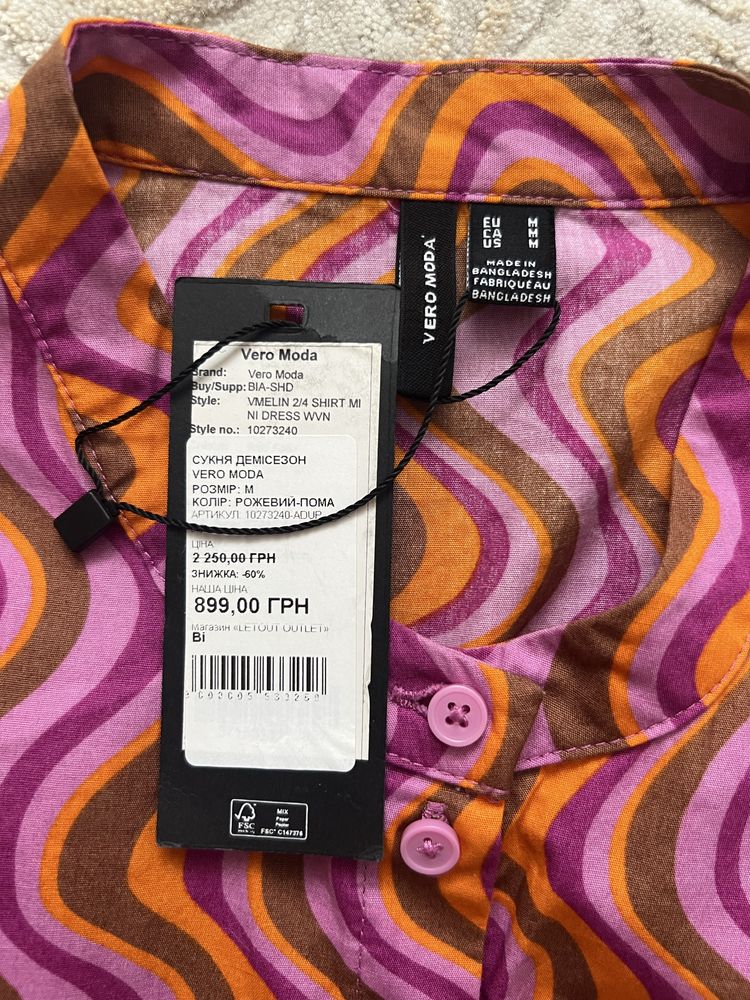 VERO MODA
EU M
CA M
US M
MADE IN
BANGLADESH
FABRIQUÉ AU
BANGLADESH
Vero Moda
Brand: Vero Moda
Buy/Supp: BIA-SHD
Style: VMELIN 2/4 SHIRT MI
NI DRESS WVN
Style no.: 10273240
СУКНЯ ДЕМІСЕЗОН
VERO MODA
РОЗМІР: M
КОЛІР: РОЖЕВИЙ-ПОМА
АРТИКУЛ: 10273240-ADUP
ЦІНА
2 250,00 ГРН
ЗНИЖКА: -60%
НАША ЦІНА
899,00 ГРН
Магазин «LETOUT OUTLET»
Ві
FSC
MIX
Paper
Papier
FSC® C147376